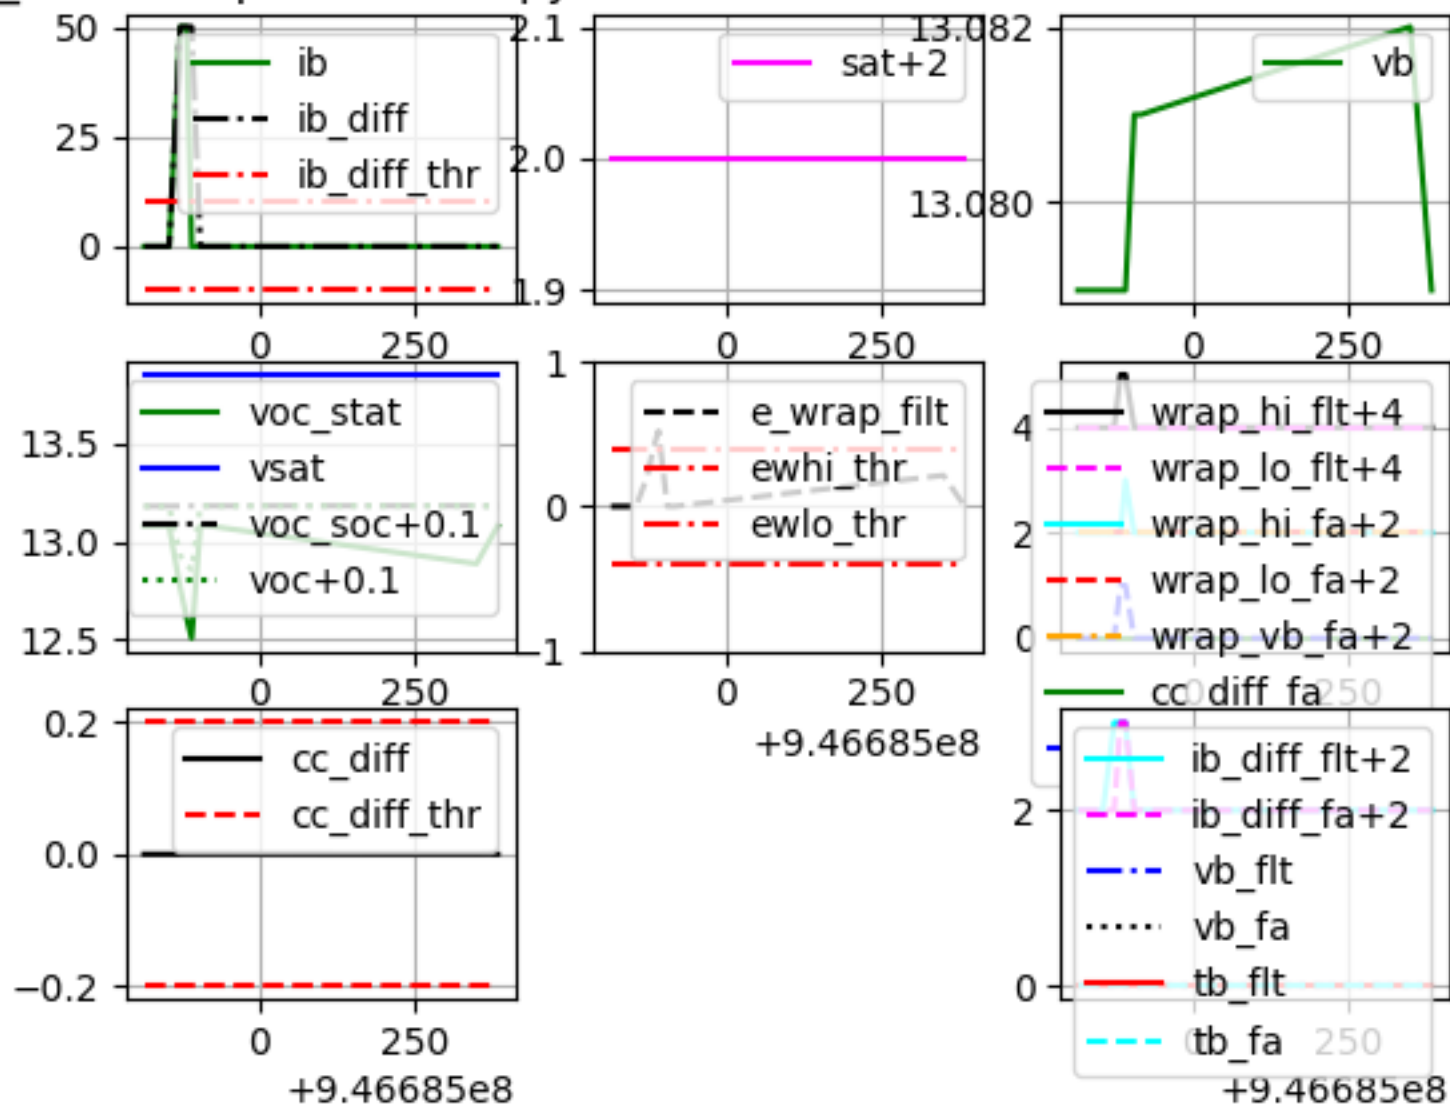 50
25
0
ib
ib_diff
ib_diff_thr
0 250
2.1
2.0
1.9
sat+2
0 250
13.082
13.080
vb
0 250
13.5
13.0
12.5
voc_stat
vsat
voc_soc+0.1
voc+0.1
0 250
1
0
−1
e_wrap_filt
ewhi_thr
ewlo_thr
0 250
+9.46685e8
4
2
0
wrap_hi_flt+4
wrap_lo_flt+4
wrap_hi_fa+2
wrap_lo_fa+2
wrap_vb_fa+2
cc_diff_fa
0 250
0.2
0.0
−0.2
cc_diff
cc_diff_thr
0 250
+9.46685e8
2
0
ib_diff_flt+2
ib_diff_fa+2
vb_flt
vb_fa
tb_flt
tb_fa
0 250
+9.46685e8